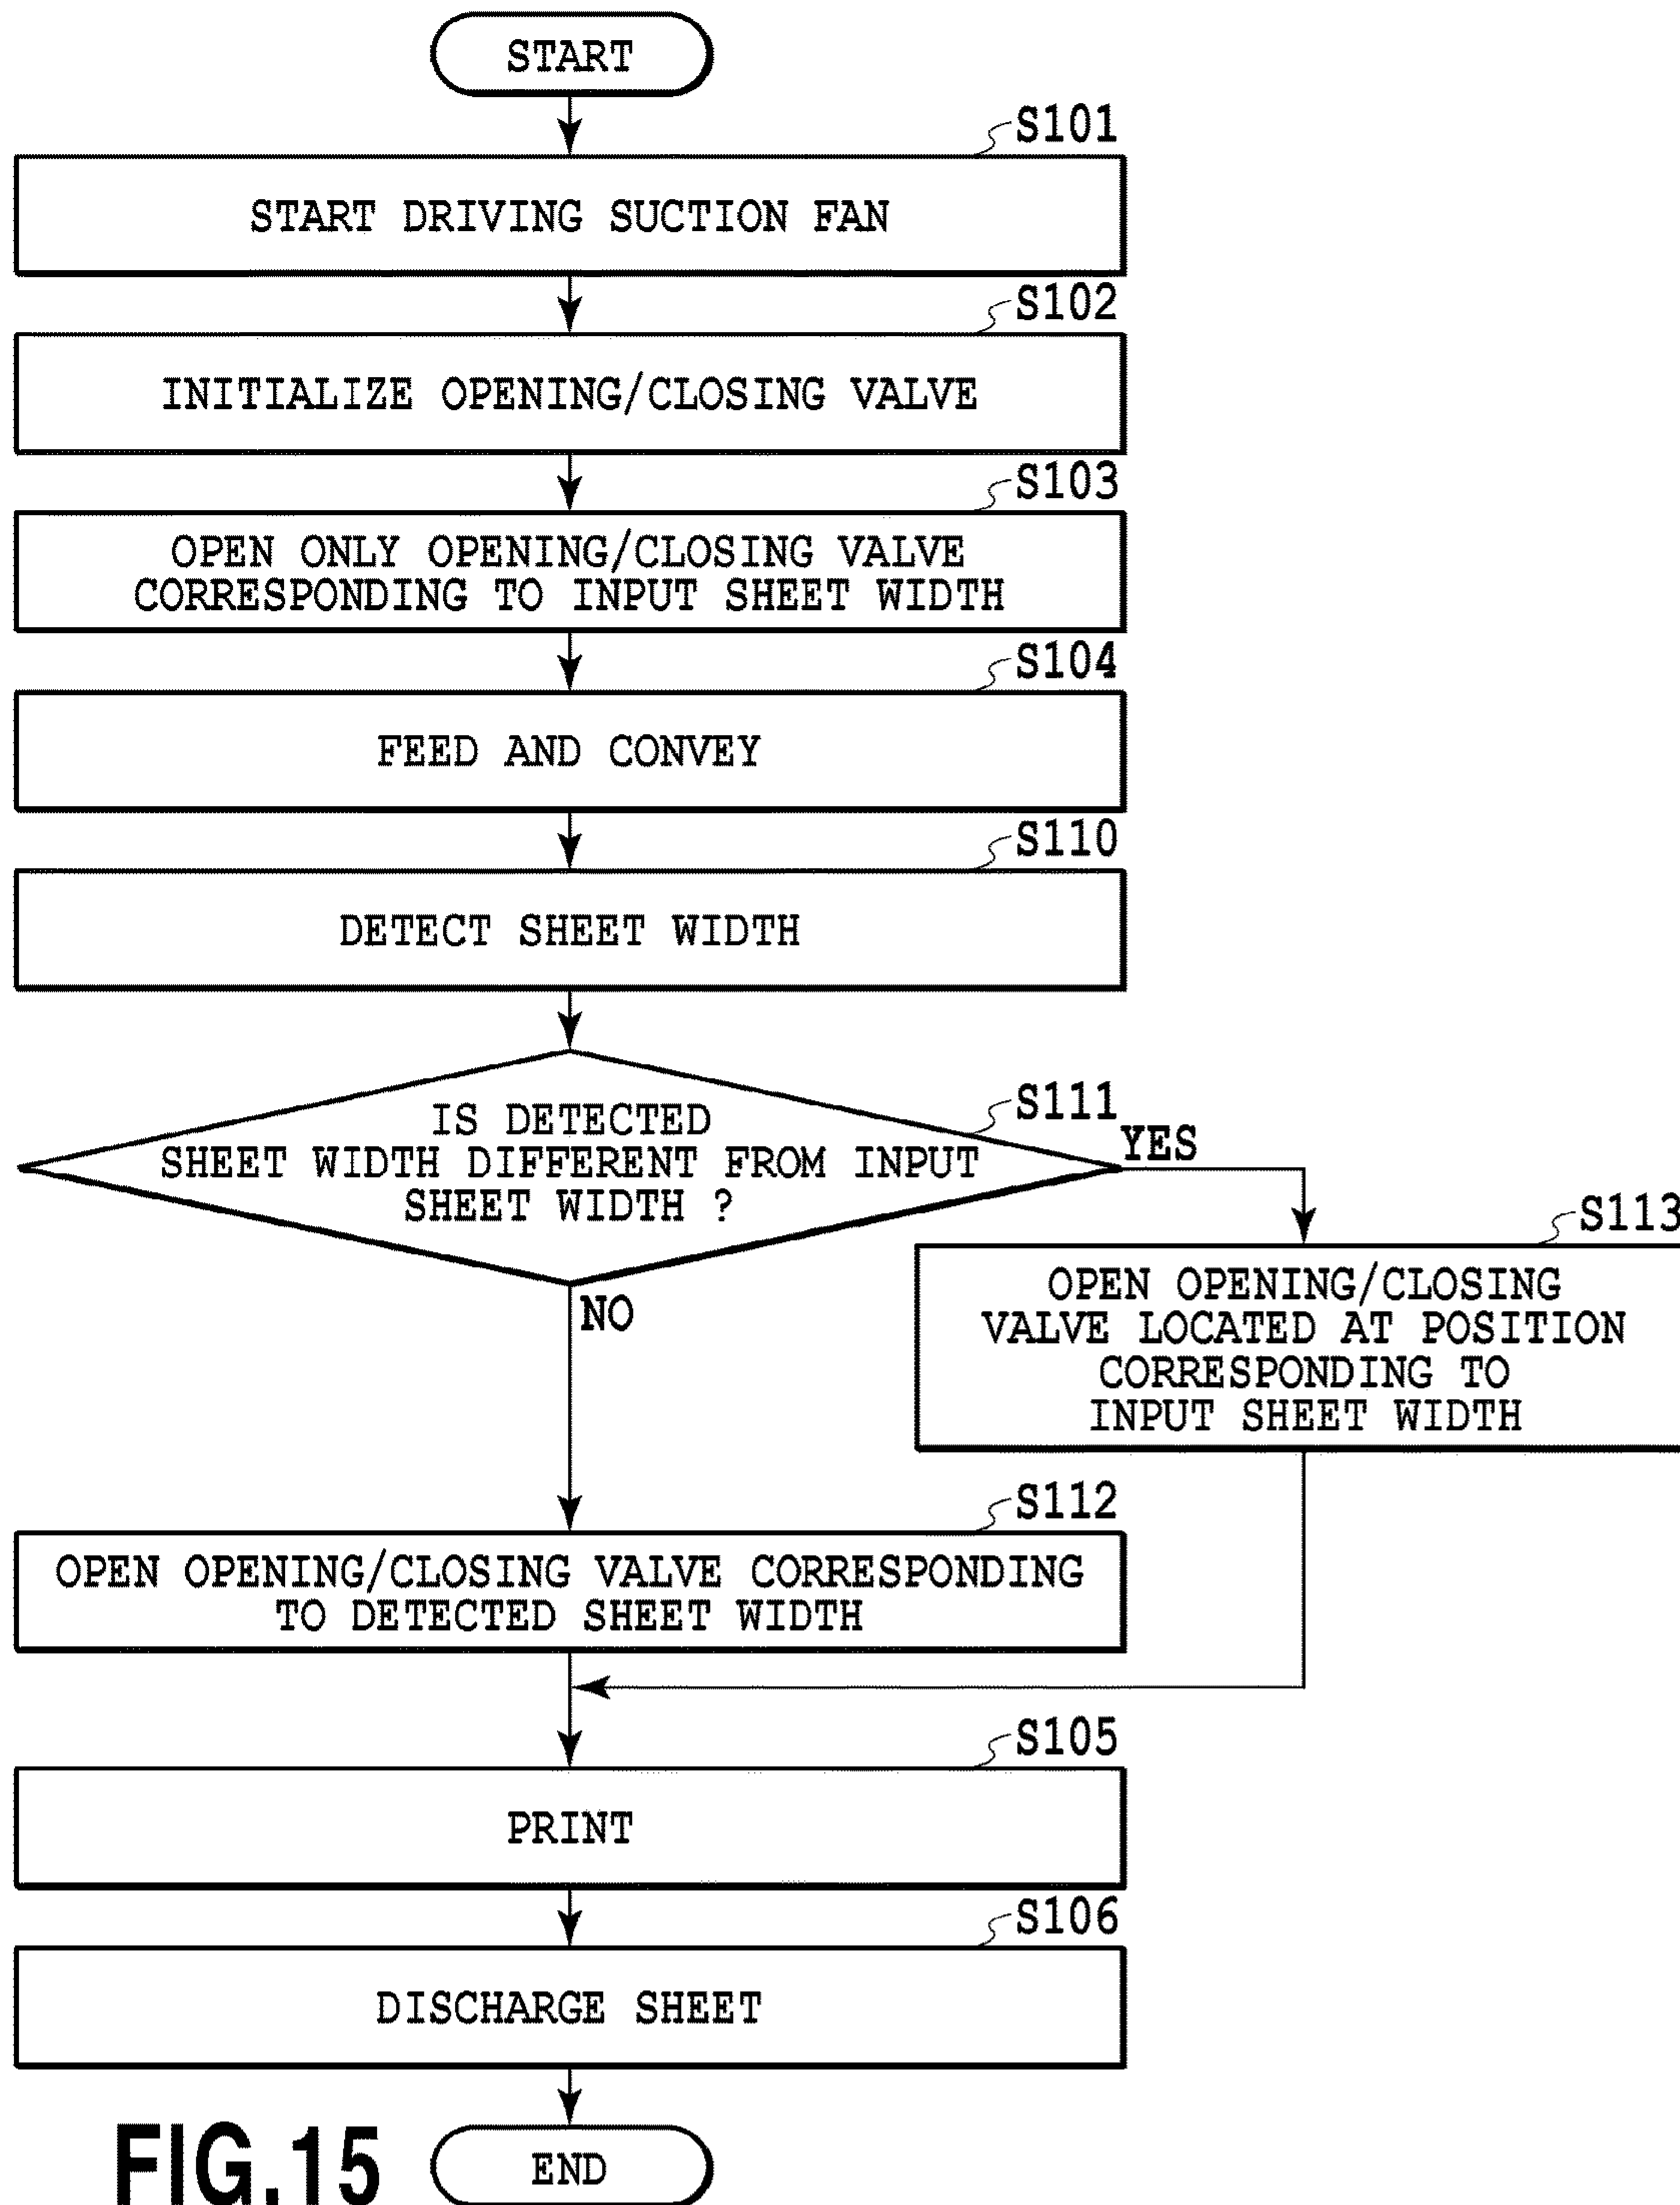 START
S101
START DRIVING SUCTION FAN
S102
INITIALIZE OPENING/CLOSING VALVE
S103
OPEN ONLY OPENING/CLOSING VALVE
CORRESPONDING TO INPUT SHEET WIDTH
S104
FEED AND CONVEY
S110
DETECT SHEET WIDTH
S111
IS DETECTED
SHEET WIDTH DIFFERENT FROM INPUT
SHEET WIDTH ?
YES
NO
S113
OPEN OPENING/CLOSING
VALVE LOCATED AT POSITION
CORRESPONDING TO
INPUT SHEET WIDTH
S112
OPEN OPENING/CLOSING VALVE CORRESPONDING
TO DETECTED SHEET WIDTH
S105
PRINT
S106
DISCHARGE SHEET
END
FIG.15